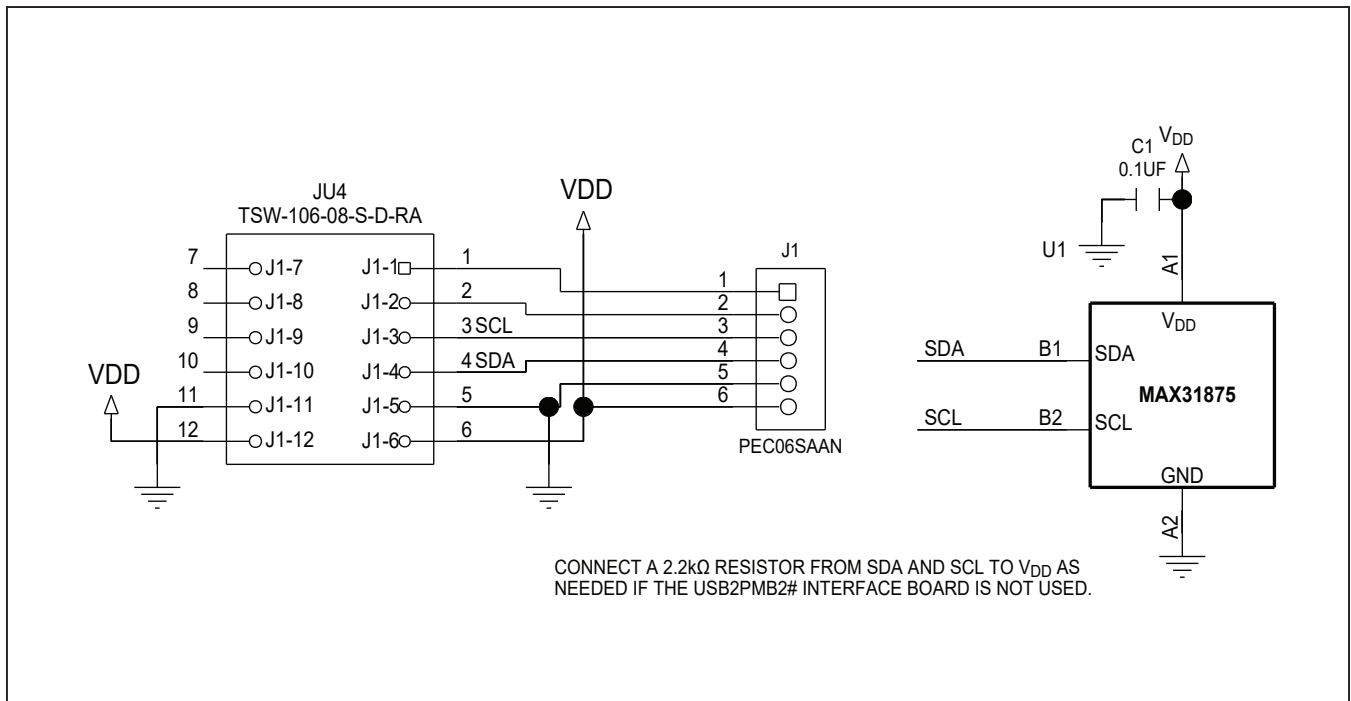 JU4
TSW-106-08-S-D-RA
7 J1-7 J1-1 1
8 J1-8 J1-2 2
9 J1-9 J1-3 3 SCL
10 J1-10 J1-4 4 SDA
11 J1-11 J1-5 5
12 J1-12 J1-6 6
VDD
VDD
J1
1
2
3
4
5
6
PEC06SAAN
C1
0.1UF
VDD
U1
A1
VDD
SDA B1 SDA
MAX31875
SCL B2 SCL
GND
A2
CONNECT A 2.2kΩ RESISTOR FROM SDA AND SCL TO VDD AS
NEEDED IF THE USB2PMB2# INTERFACE BOARD IS NOT USED.